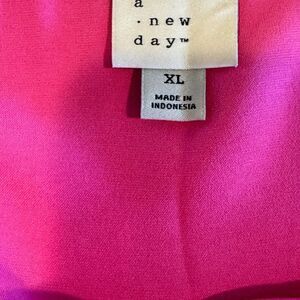 a
· new
day™
XL
MADE IN
INDONESIA